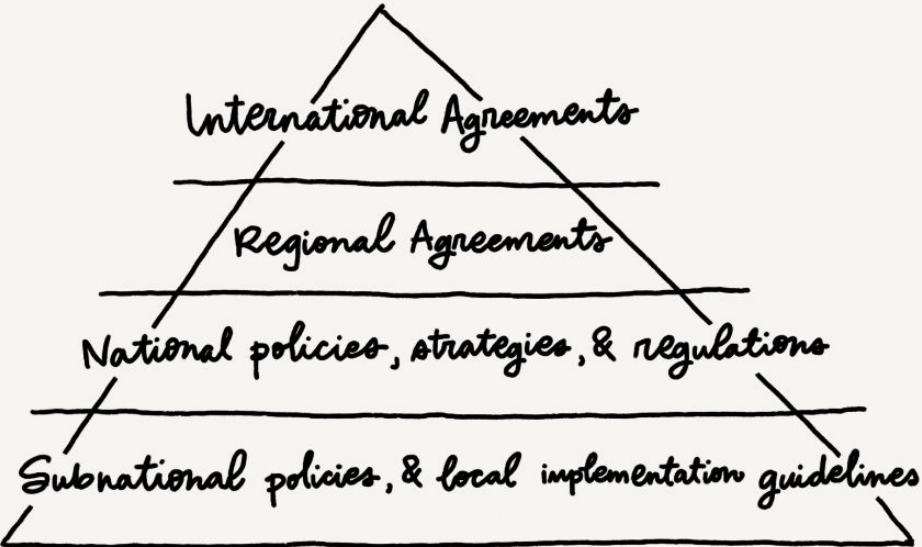 International Agreements
Regional Agreements
National policies, strategies, & regulations
Subnational policies, & local implementation guidelines